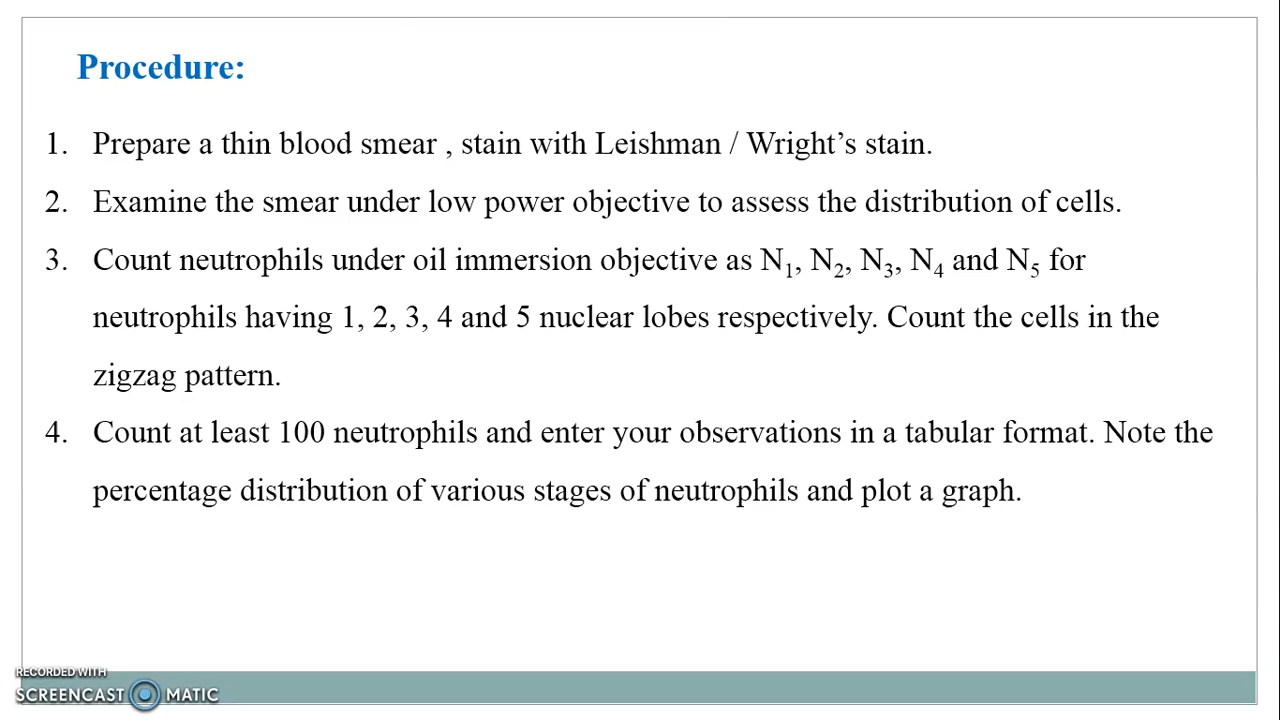 Procedure:
1. Prepare a thin blood smear , stain with Leishman / Wright’s stain.
2. Examine the smear under low power objective to assess the distribution of cells.
3. Count neutrophils under oil immersion objective as N₁, N₂, N₃, N₄ and N₅ for
neutrophils having 1, 2, 3, 4 and 5 nuclear lobes respectively. Count the cells in the
zigzag pattern.
4. Count at least 100 neutrophils and enter your observations in a tabular format. Note the
percentage distribution of various stages of neutrophils and plot a graph.
RECORDED WITH
SCREENCAST MATIC